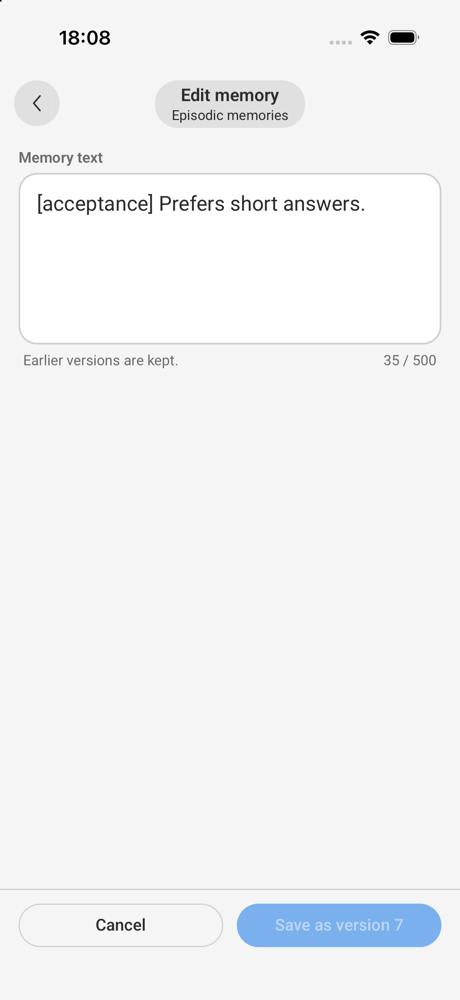 18:08
Edit memory
Episodic memories
Memory text
[acceptance] Prefers short answers.
Earlier versions are kept.
35 / 500
Cancel
Save as version 7